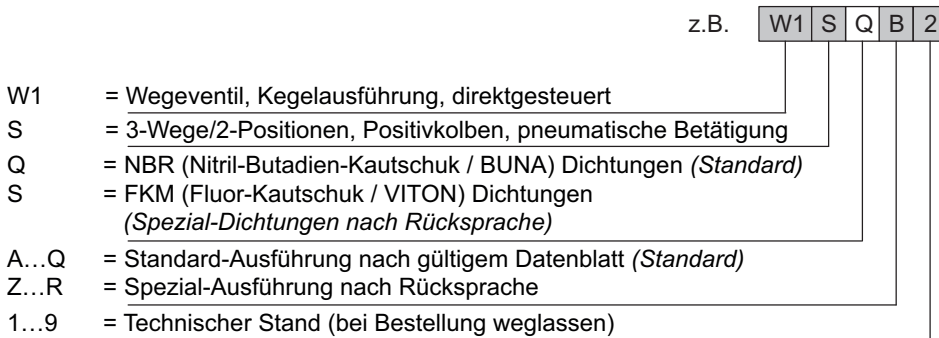 z.B. W1 S Q B 2
W1 = Wegeventil, Kegelausführung, direktgesteuert
S = 3-Wege/2-Positionen, Positivkolben, pneumatische Betätigung
Q = NBR (Nitril-Butadien-Kautschuk / BUNA) Dichtungen (Standard)
S = FKM (Fluor-Kautschuk / VITON) Dichtungen
(Spezial-Dichtungen nach Rücksprache)
A…Q = Standard-Ausführung nach gültigem Datenblatt (Standard)
Z…R = Spezial-Ausführung nach Rücksprache
1…9 = Technischer Stand (bei Bestellung weglassen)